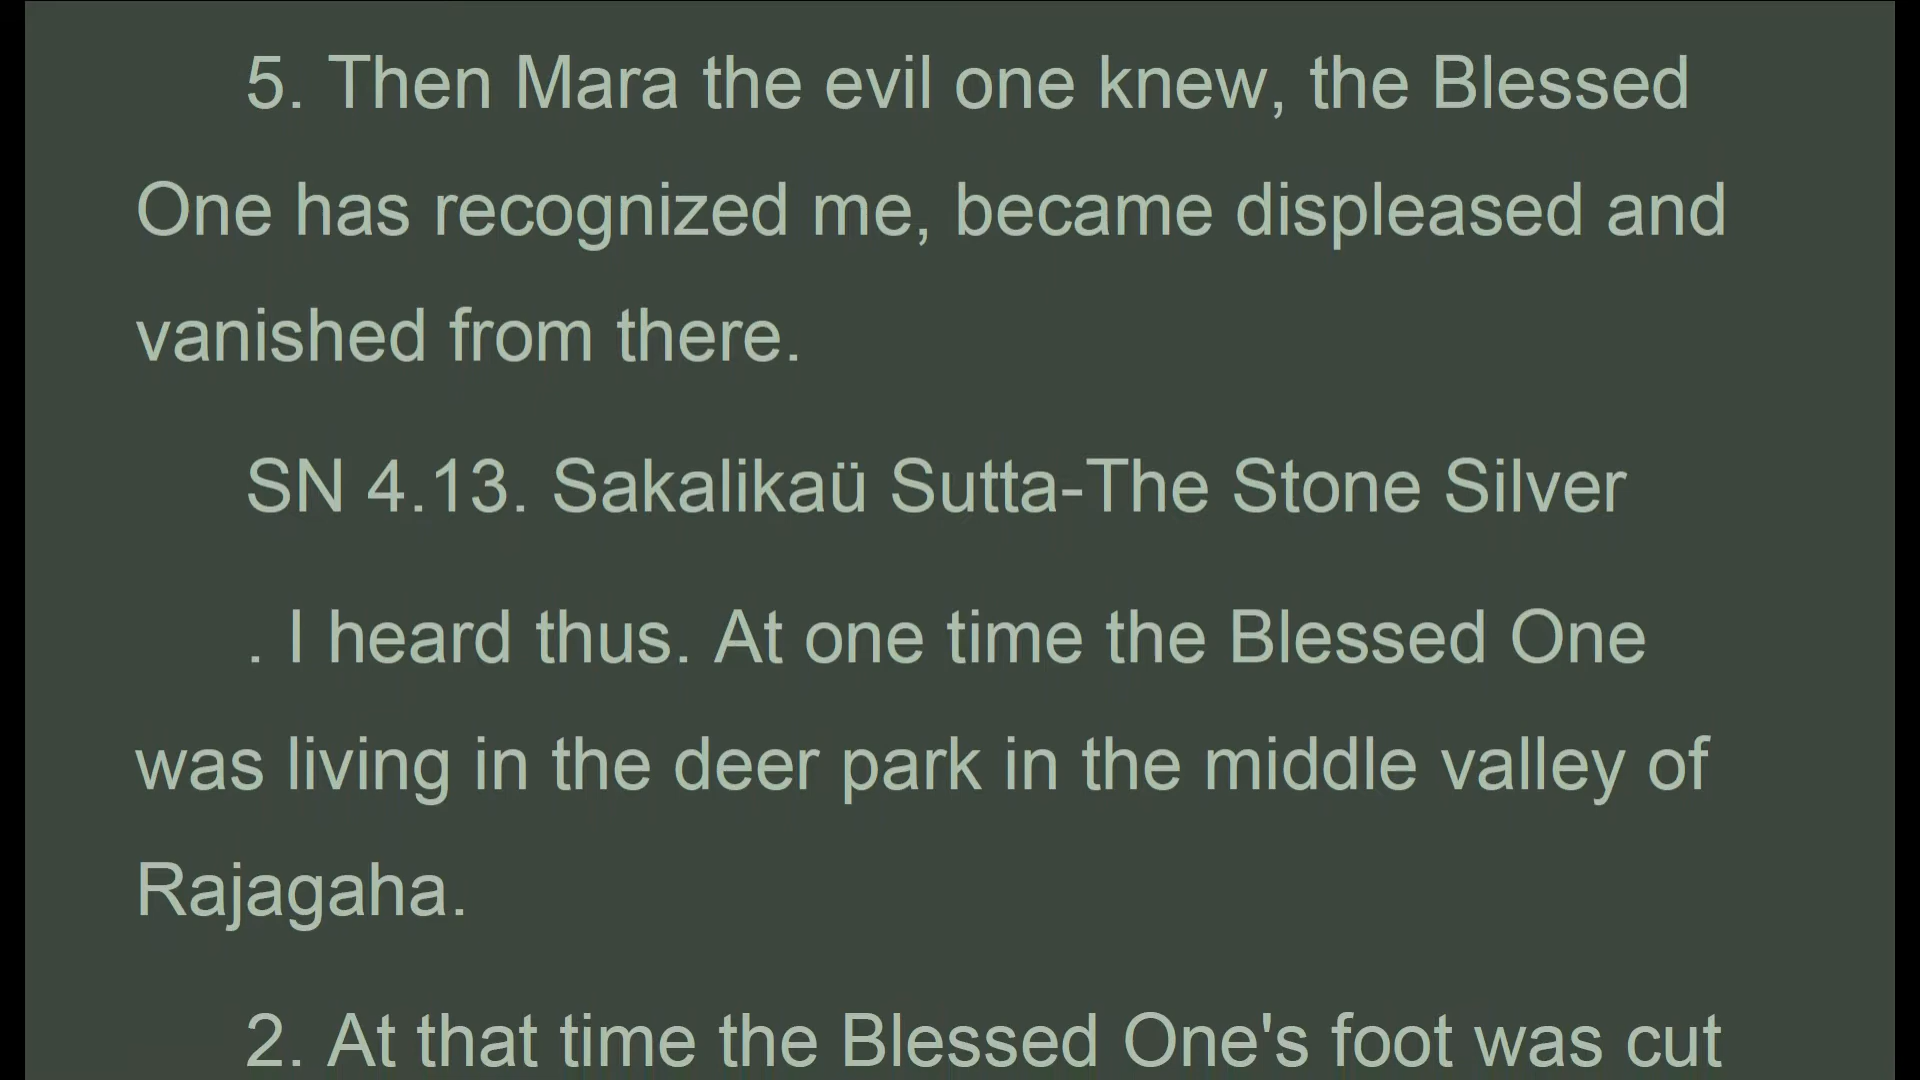 5. Then Mara the evil one knew, the Blessed
One has recognized me, became displeased and
vanished from there.
SN 4.13. Sakalikaü Sutta-The Stone Silver
. I heard thus. At one time the Blessed One
was living in the deer park in the middle valley of
Rajagaha.
2. At that time the Blessed One's foot was cut